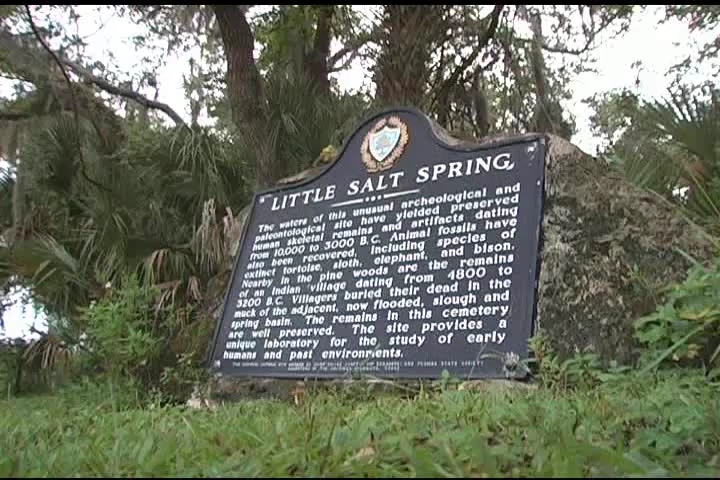 LITTLE SALT SPRING
The waters of this unusual archeological and
paleontological site have yielded preserved
human skeletal remains and artifacts dating
from 10,000 to 3000 B.C. Animal fossils have
also been recovered, including species of
extinct tortoise, sloth, elephant, and bison.
Nearby in the pine woods are the remains
of an Indian village dating from 4800 to
3200 B.C. Villagers buried their dead in the
muck of the adjacent, now flooded, slough and
spring basin. The remains in this cemetery
are well preserved. The site provides a
unique laboratory for the study of early
humans and past environments.